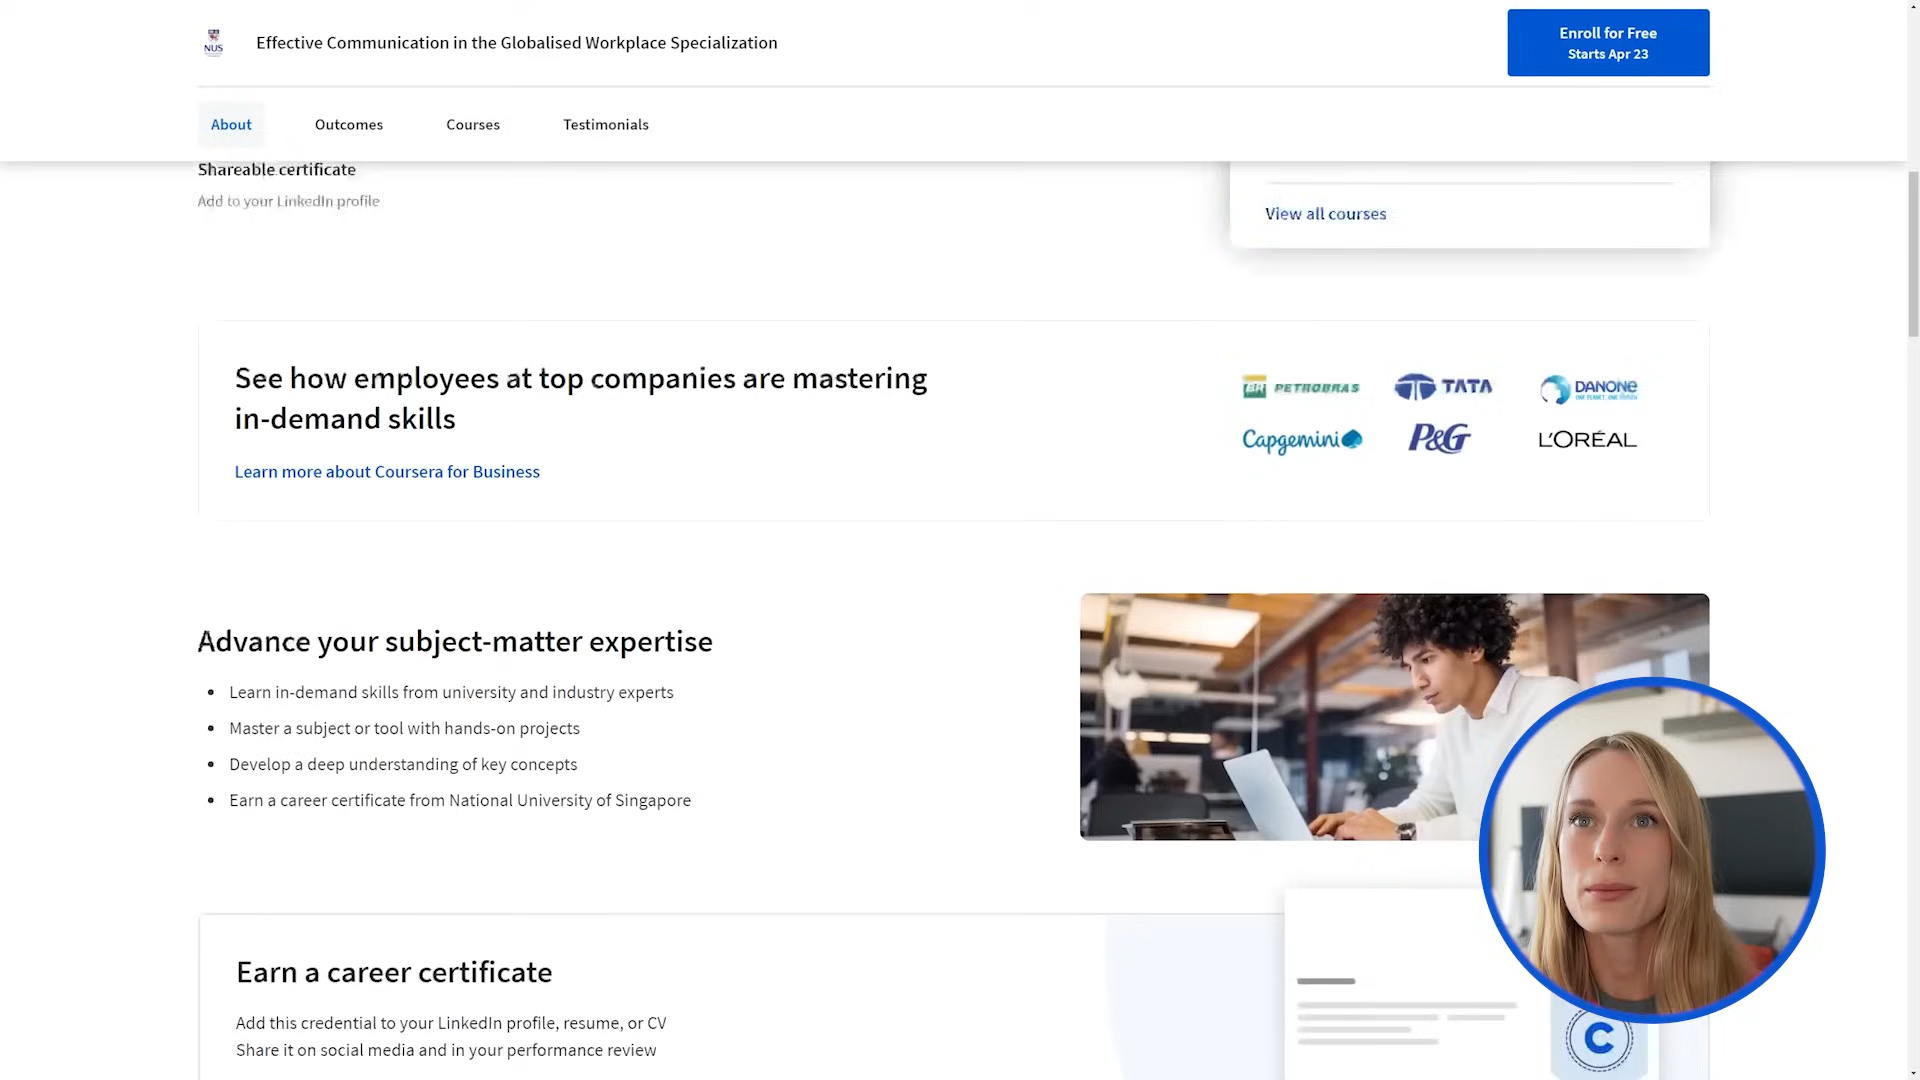 NUS
Effective Communication in the Globalised Workplace Specialization
Enroll for Free
Starts Apr 23
About
Outcomes
Courses
Testimonials
Shareable certificate
Add to your LinkedIn profile
View all courses
See how employees at top companies are mastering
in-demand skills
Learn more about Coursera for Business
BR PETROBRAS
TATA
DANONE
ONE PLANET. ONE HEALTH
Capgemini
P&G
L'ORÉAL
Advance your subject-matter expertise
• Learn in-demand skills from university and industry experts
• Master a subject or tool with hands-on projects
• Develop a deep understanding of key concepts
• Earn a career certificate from National University of Singapore
Earn a career certificate
Add this credential to your LinkedIn profile, resume, or CV
Share it on social media and in your performance review
C